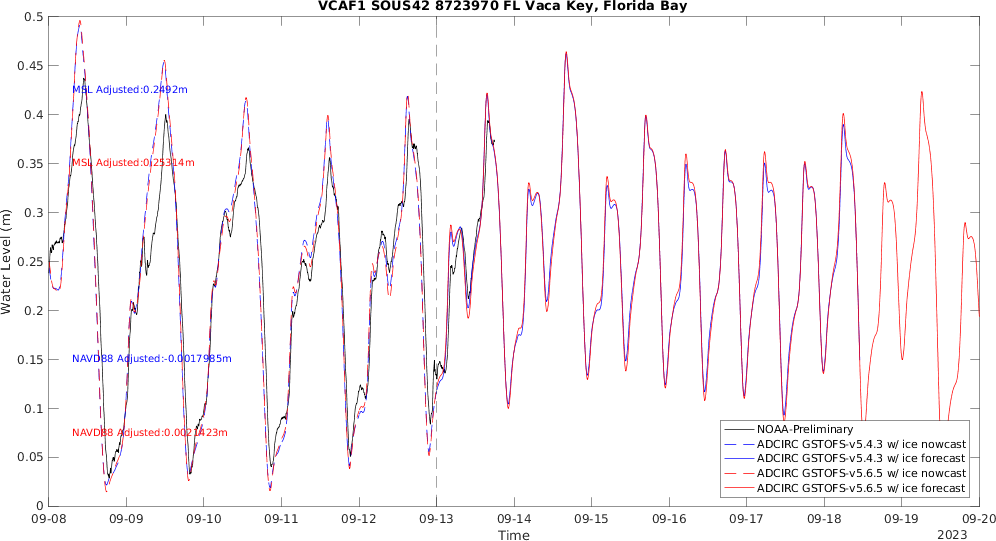 VCAF1 SOUS42 8723970 FL Vaca Key, Florida Bay
Water Level (m)
0.5
0.45
0.4
0.35
0.3
0.25
0.2
0.15
0.1
0.05
0
MSL Adjusted:0.2492m
MSL Adjusted:0.25314m
NAVD88 Adjusted:-0.0017985m
NAVD88 Adjusted:0.0021423m
NOAA-Preliminary
ADCIRC GSTOFS-v5.4.3 w/ ice nowcast
ADCIRC GSTOFS-v5.4.3 w/ ice forecast
ADCIRC GSTOFS-v5.6.5 w/ ice nowcast
ADCIRC GSTOFS-v5.6.5 w/ ice forecast
09-08 09-09 09-10 09-11 09-12 09-13 09-14 09-15 09-16 09-17 09-18 09-19 09-20
Time
2023